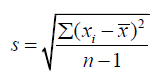 s = √(Σ(xᵢ − x̅)² / (n − 1))